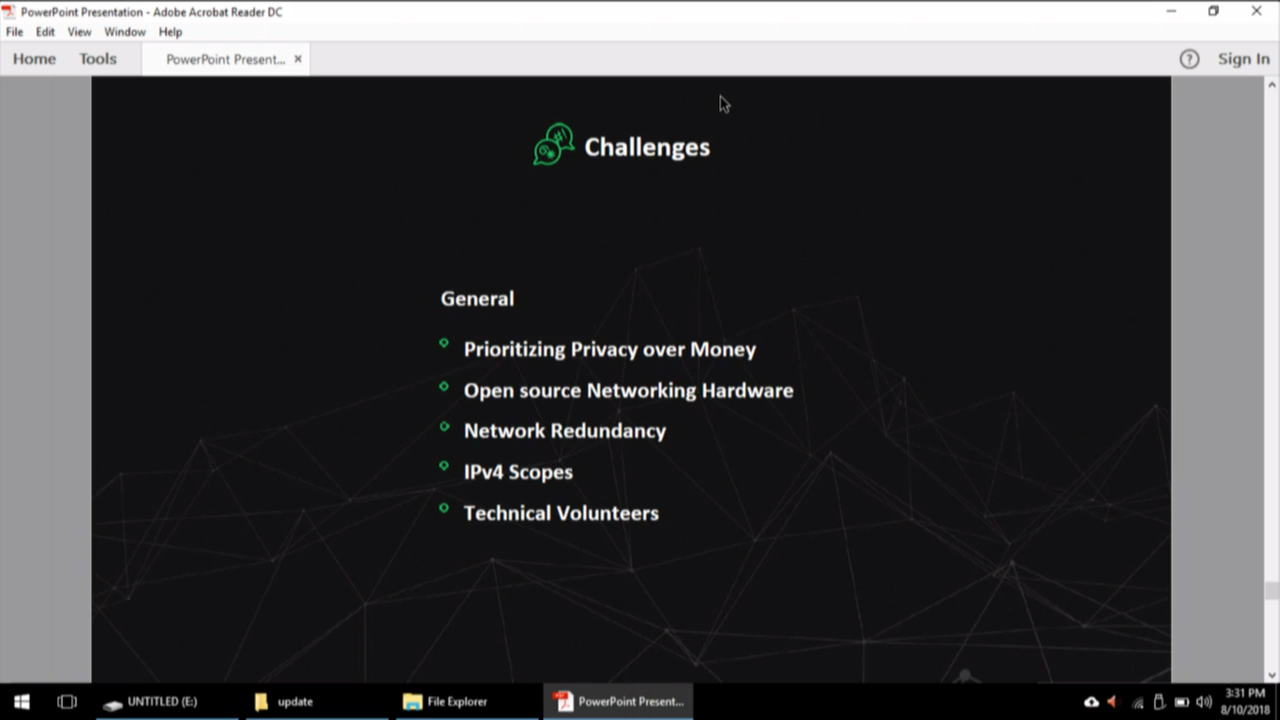 PowerPoint Presentation - Adobe Acrobat Reader DC
File Edit View Window Help
Home Tools PowerPoint Present... × ? Sign In
#!
Challenges
General
Prioritizing Privacy over Money
Open source Networking Hardware
Network Redundancy
IPv4 Scopes
Technical Volunteers
UNTITLED (E:) update File Explorer PowerPoint Present...
3:31 PM
8/10/2018